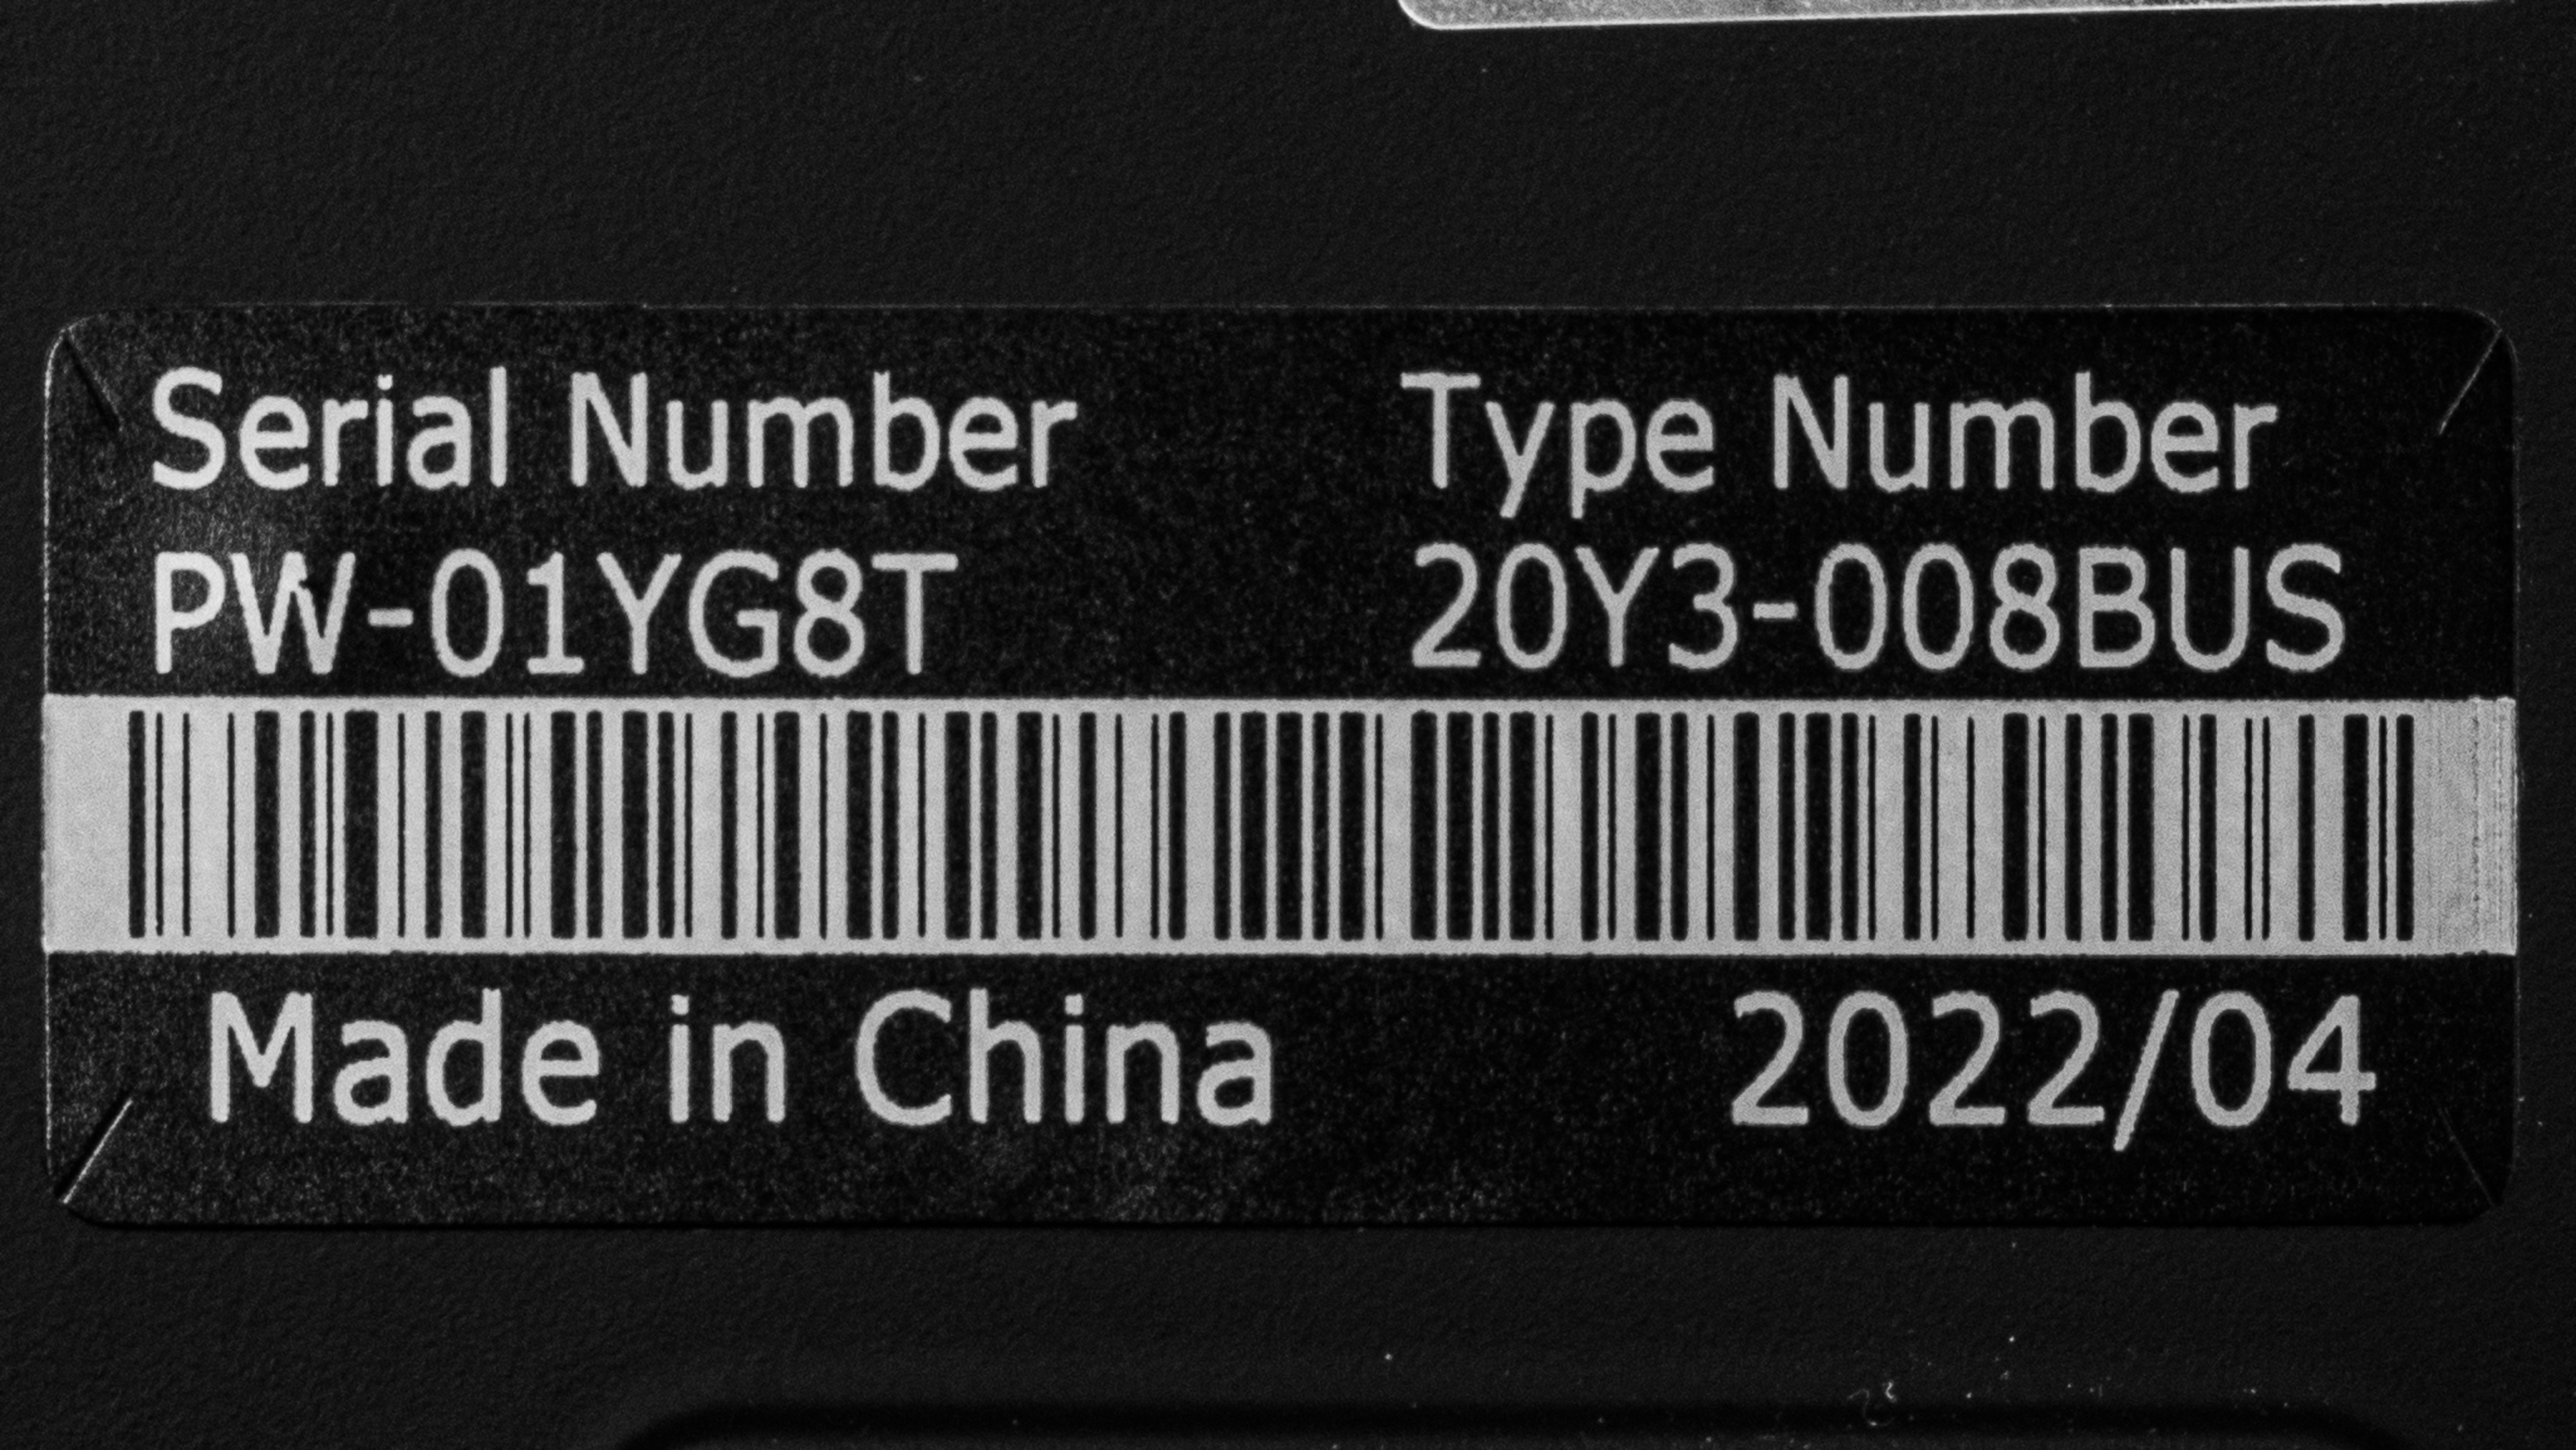 Serial Number Type Number
PW-01YG8T 20Y3-008BUS
Made in China 2022/04